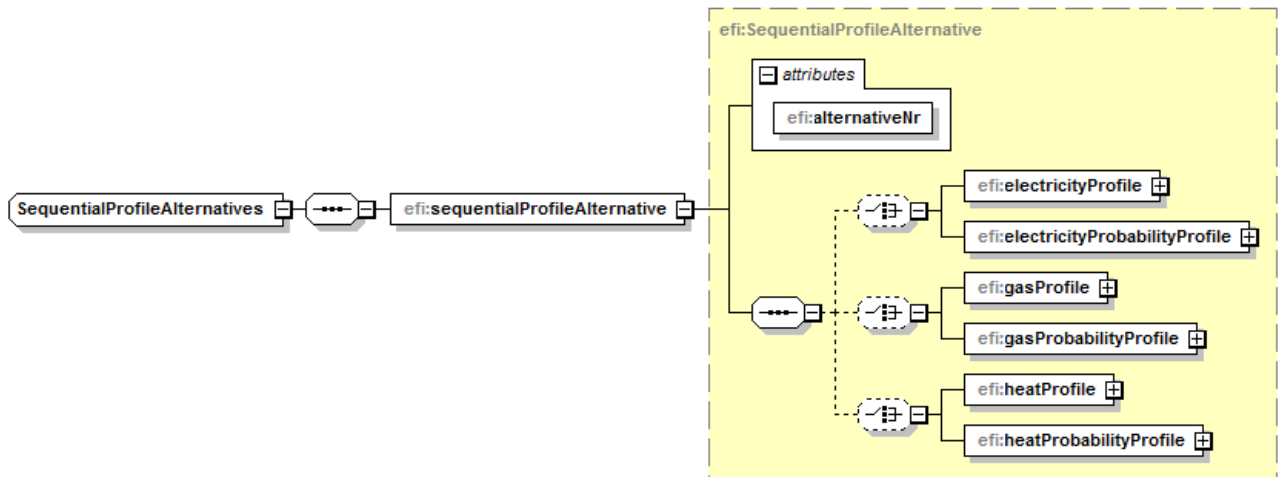 efi:SequentialProfileAlternative
attributes
efi:alternativeNr
SequentialProfileAlternatives
efi:sequentialProfileAlternative
efi:electricityProfile
efi:electricityProbabilityProfile
efi:gasProfile
efi:gasProbabilityProfile
efi:heatProfile
efi:heatProbabilityProfile